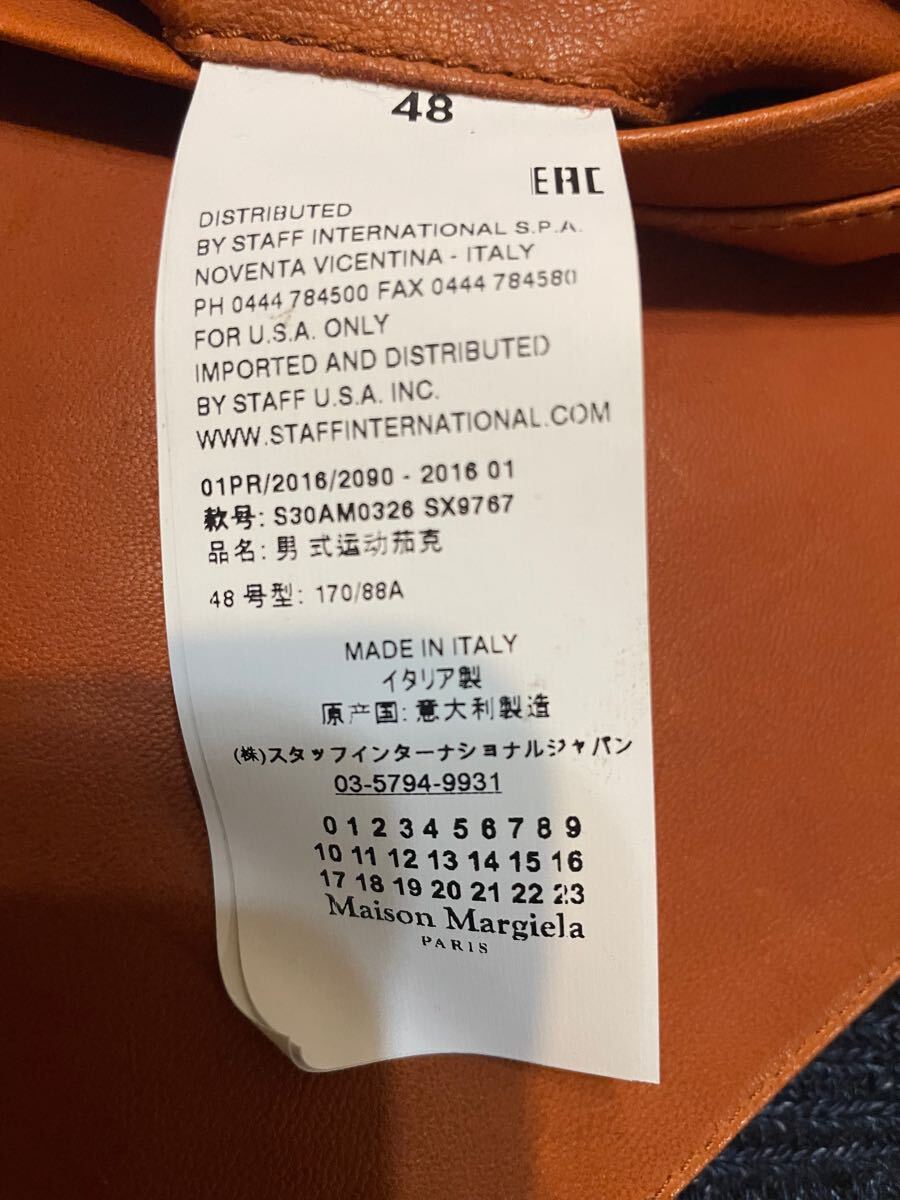 48
EAC
DISTRIBUTED
BY STAFF INTERNATIONAL S.P.A.
NOVENTA VICENTINA - ITALY
PH 0444 784500 FAX 0444 784580
FOR U.S.A. ONLY
IMPORTED AND DISTRIBUTED
BY STAFF U.S.A. INC.
WWW.STAFFINTERNATIONAL.COM
01PR/2016/2090 - 2016 01
款号: S30AM0326 SX9767
品名: 男 式运动茄克
48 号型: 170/88A
MADE IN ITALY
イタリア製
原产国: 意大利製造
(株)スタッフインターナショナルジャパン
03-5794-9931
0 1 2 3 4 5 6 7 8 9
10 11 12 13 14 15 16
17 18 19 20 21 22 23
Maison Margiela
PARIS